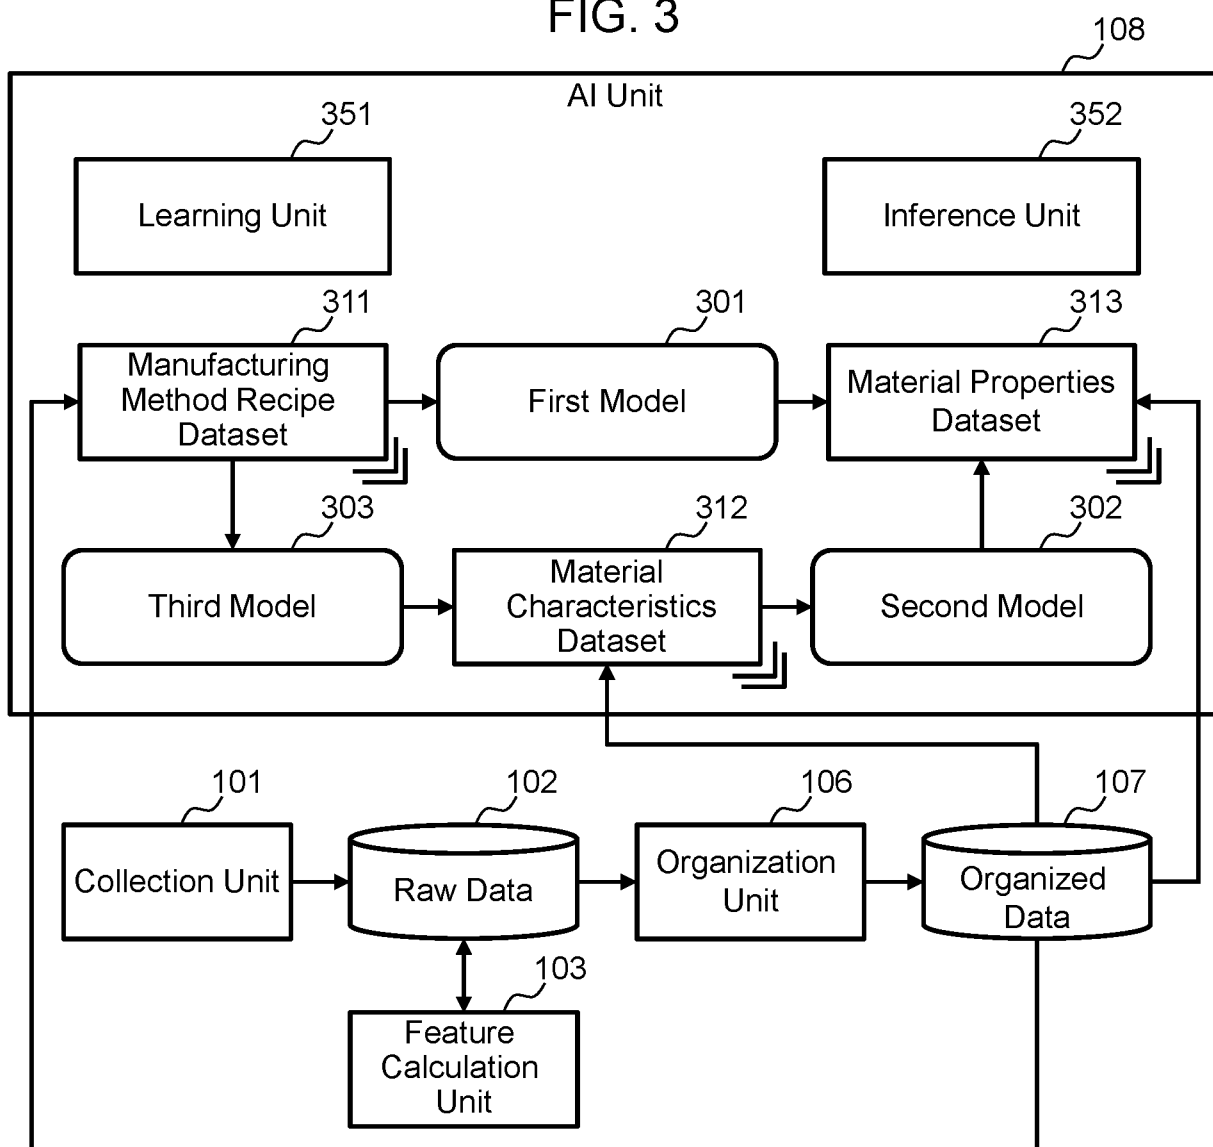 FIG. 3
108
AI Unit
351
352
Learning Unit
Inference Unit
311
301
313
Manufacturing
Method Recipe
Dataset
First Model
Material Properties
Dataset
303
312
302
Third Model
Material
Characteristics
Dataset
Second Model
101
102
106
107
Collection Unit
Raw Data
Organization
Unit
Organized
Data
103
Feature
Calculation
Unit